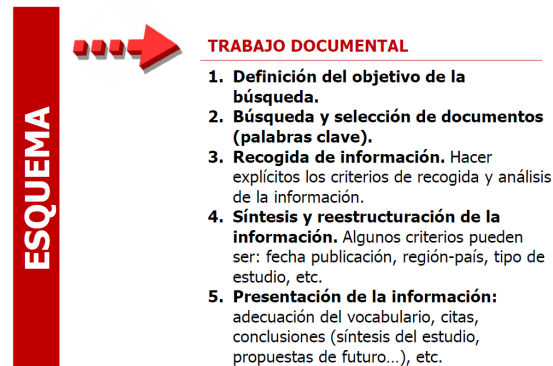 ESQUEMA
TRABAJO DOCUMENTAL
1. Definición del objetivo de la
búsqueda.
2. Búsqueda y selección de documentos
(palabras clave).
3. Recogida de información. Hacer
explícitos los criterios de recogida y análisis
de la información.
4. Síntesis y reestructuración de la
información. Algunos criterios pueden
ser: fecha publicación, región-país, tipo de
estudio, etc.
5. Presentación de la información:
adecuación del vocabulario, citas,
conclusiones (síntesis del estudio,
propuestas de futuro…), etc.